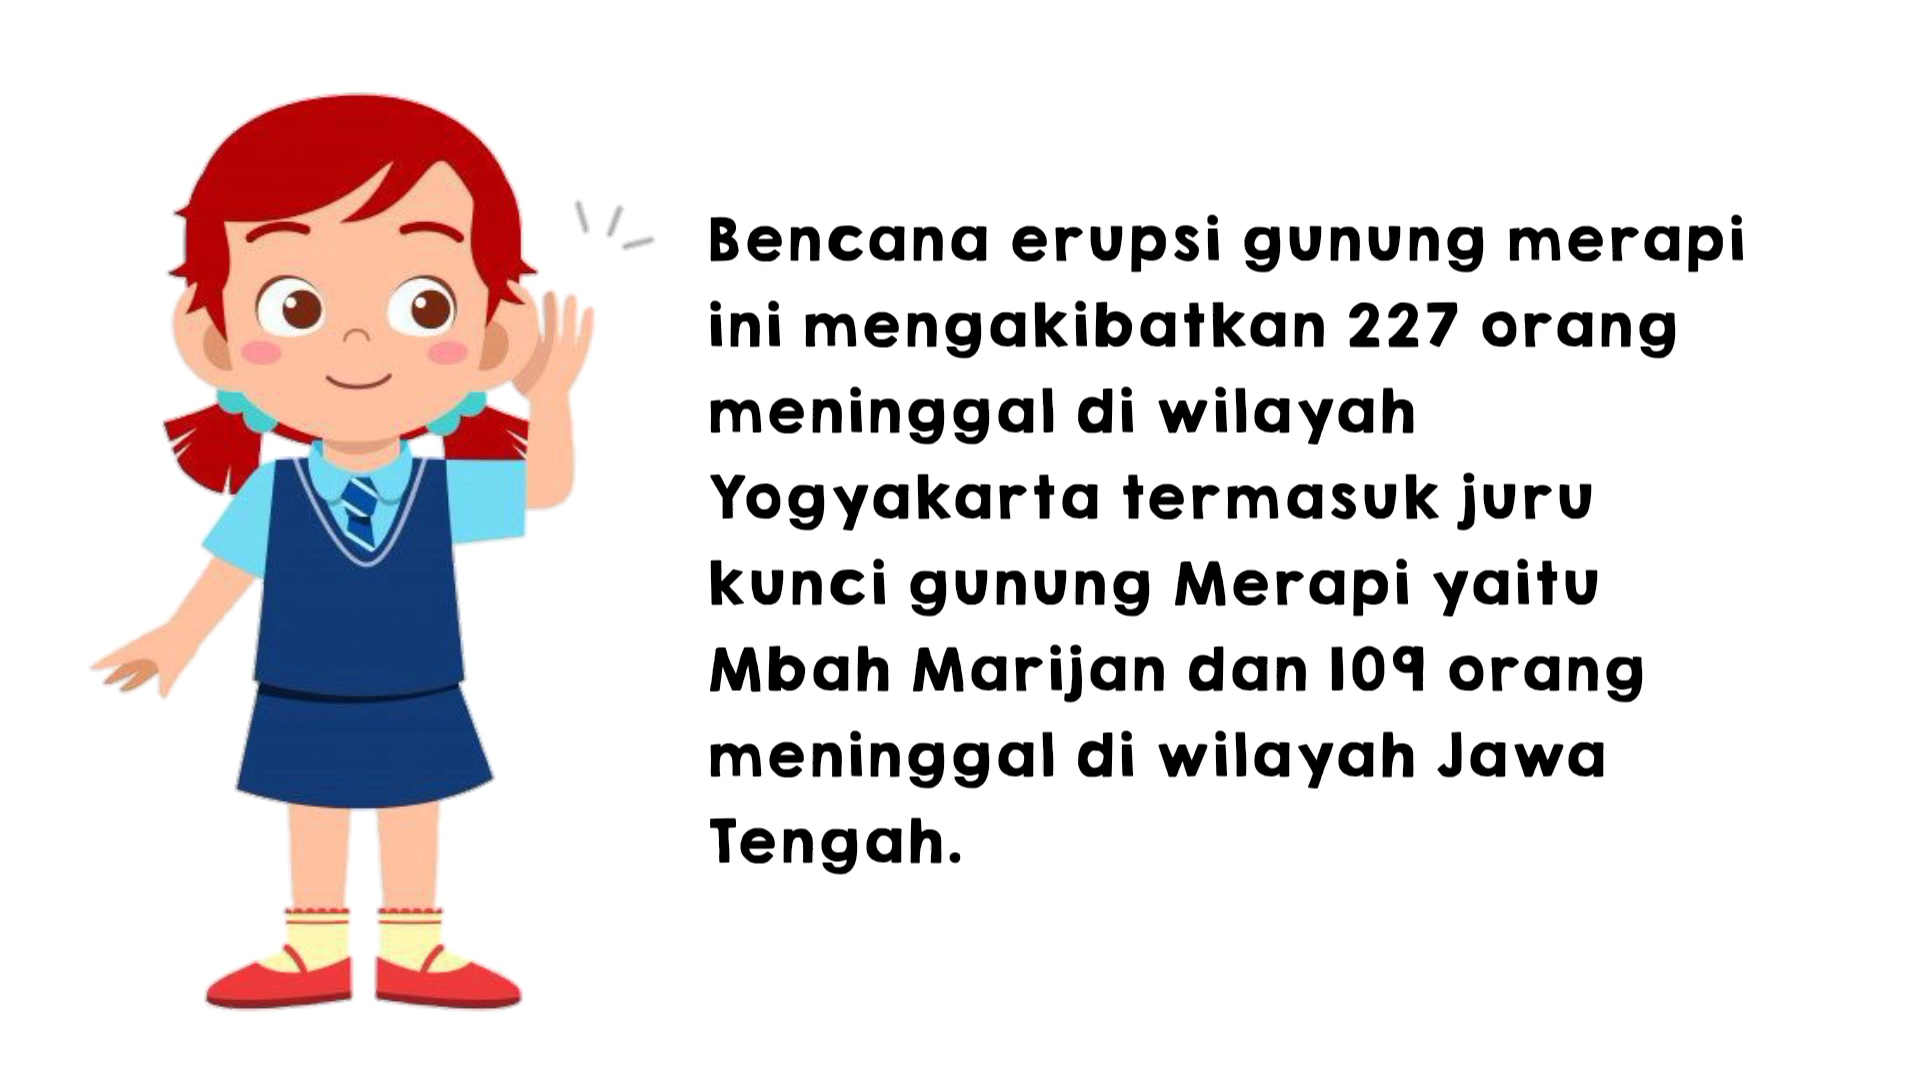 Bencana erupsi gunung merapi
ini mengakibatkan 227 orang
meninggal di wilayah
Yogyakarta termasuk juru
kunci gunung Merapi yaitu
Mbah Marijan dan 109 orang
meninggal di wilayah Jawa
Tengah.